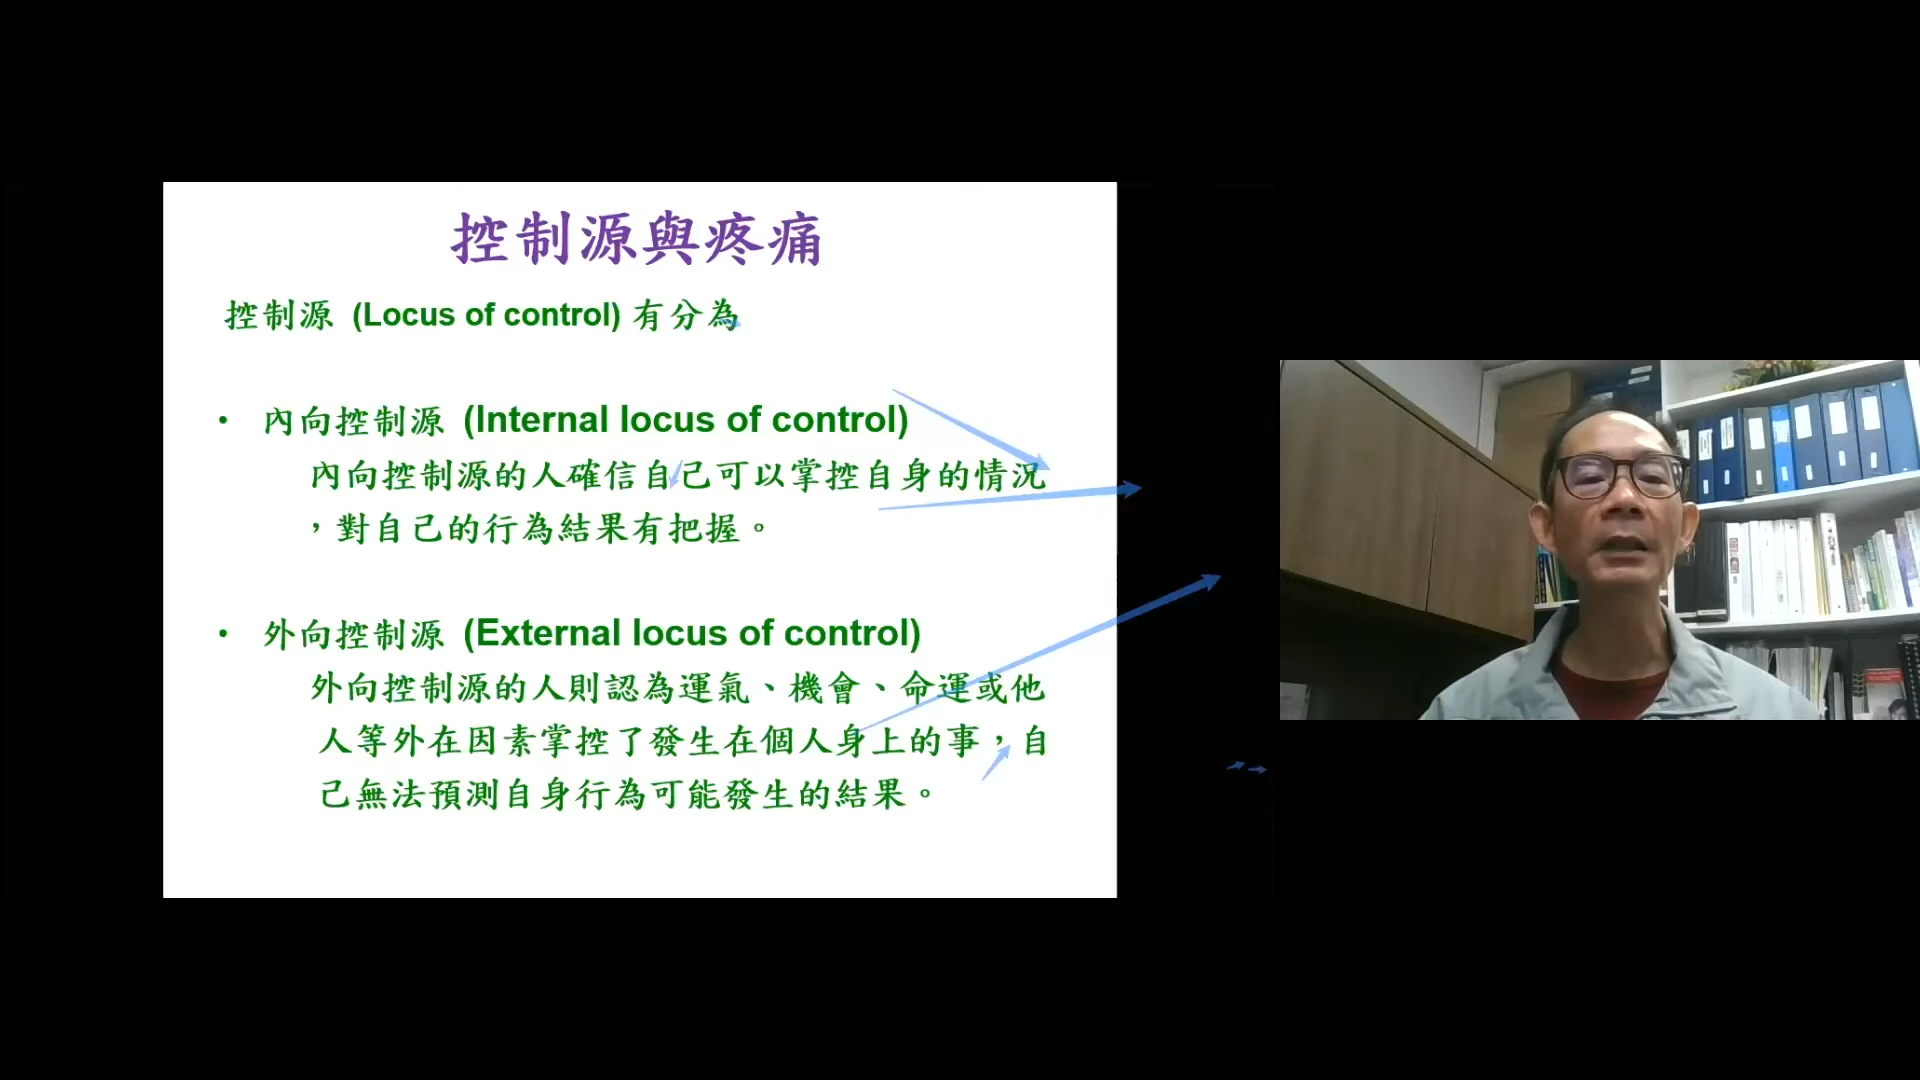 控制源與疼痛
控制源 (Locus of control) 有分為
• 內向控制源 (Internal locus of control)
內向控制源的人確信自己可以掌控自身的情況
，對自己的行為結果有把握。
• 外向控制源 (External locus of control)
外向控制源的人則認為運氣、機會、命運或他
人等外在因素掌控了發生在個人身上的事，自
己無法預測自身行為可能發生的結果。